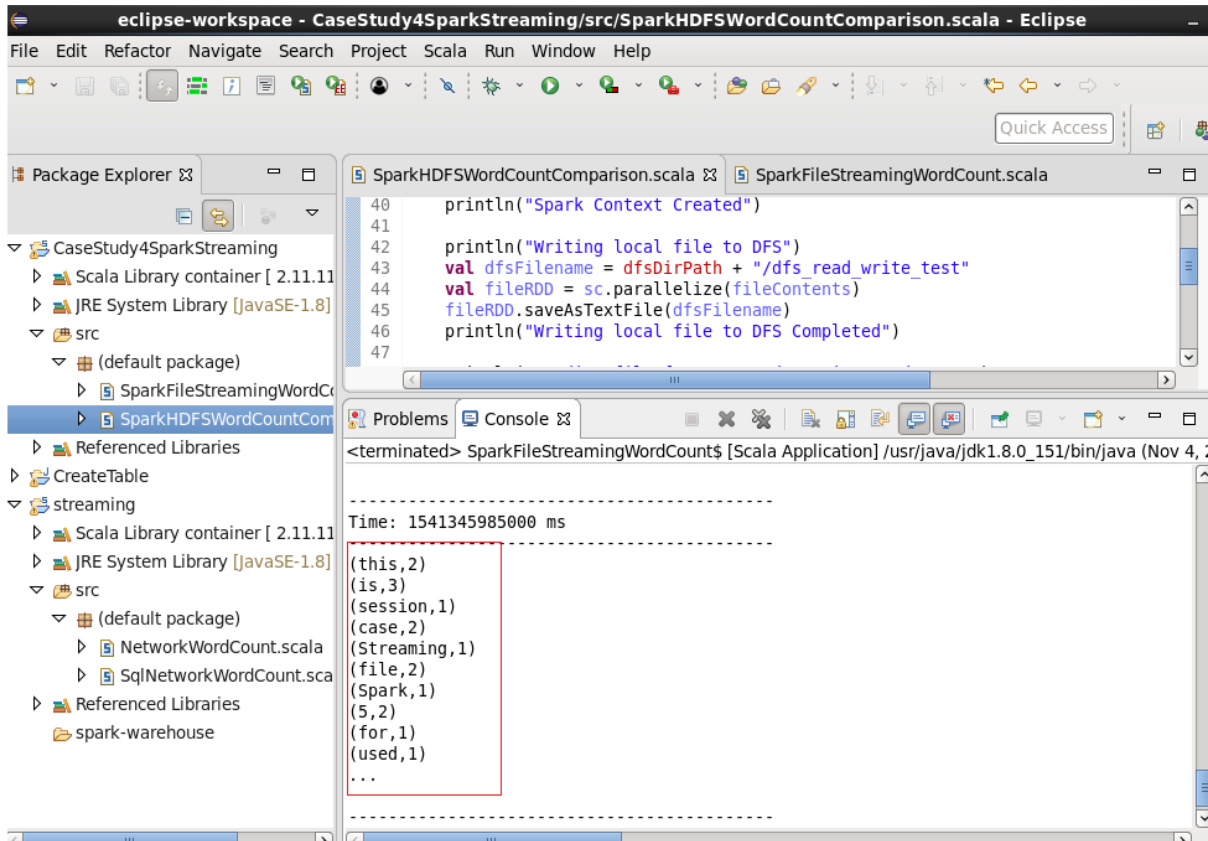 eclipse-workspace - CaseStudy4SparkStreaming/src/SparkHDFSWordCountComparison.scala - Eclipse
File Edit Refactor Navigate Search Project Scala Run Window Help
Quick Access
Package Explorer
CaseStudy4SparkStreaming
Scala Library container [ 2.11.11
JRE System Library [JavaSE-1.8]
src
(default package)
SparkFileStreamingWordCo
SparkHDFSWordCountCom
Referenced Libraries
CreateTable
streaming
Scala Library container [ 2.11.11
JRE System Library [JavaSE-1.8]
src
(default package)
NetworkWordCount.scala
SqlNetworkWordCount.sca
Referenced Libraries
spark-warehouse
SparkHDFSWordCountComparison.scala SparkFileStreamingWordCount.scala
40 println("Spark Context Created")
41
42 println("Writing local file to DFS")
43 val dfsFilename = dfsDirPath + "/dfs_read_write_test"
44 val fileRDD = sc.parallelize(fileContents)
45 fileRDD.saveAsTextFile(dfsFilename)
46 println("Writing local file to DFS Completed")
47
Problems Console
<terminated> SparkFileStreamingWordCount$ [Scala Application] /usr/java/jdk1.8.0_151/bin/java (Nov 4, 2
-------------------------------------------
Time: 1541345985000 ms
-------------------------------------------
(this,2)
(is,3)
(session,1)
(case,2)
(Streaming,1)
(file,2)
(Spark,1)
(5,2)
(for,1)
(used,1)
...
-------------------------------------------